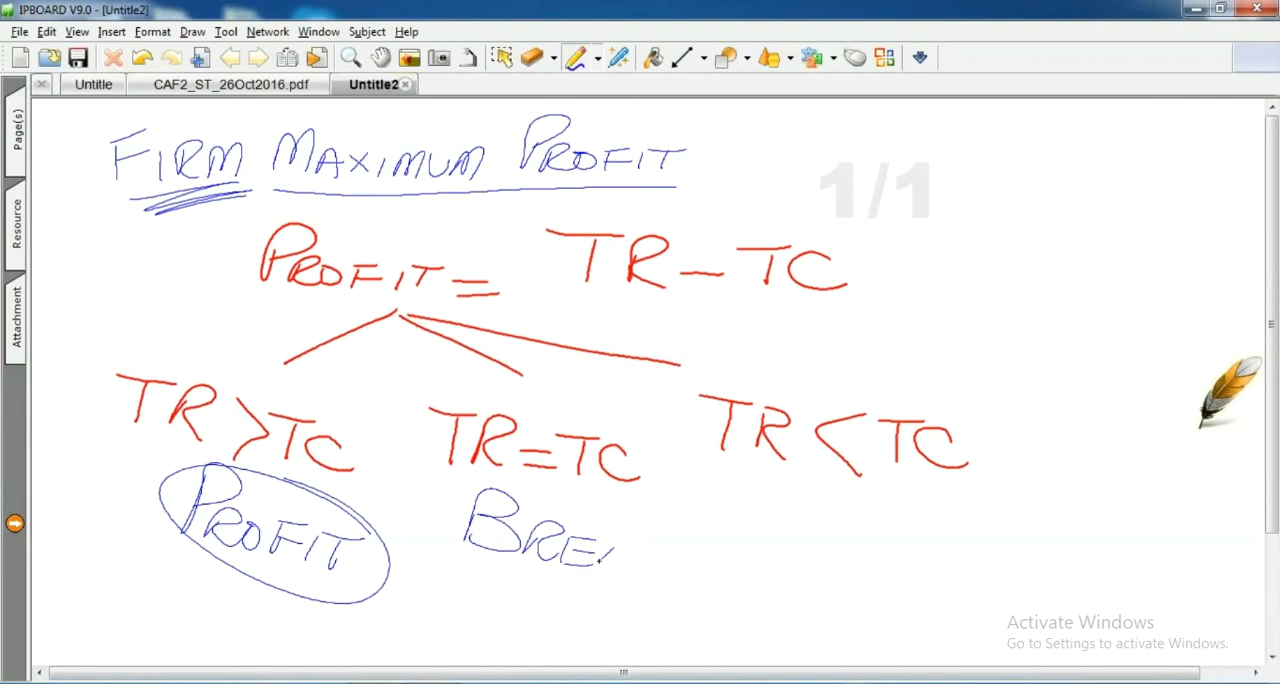 IPBOARD V9.0 - [Untitle2]
File Edit View Insert Format Draw Tool Network Window Subject Help
Untitle CAF2_ST_26Oct2016.pdf Untitle2
Page(s)
Resource
Attachment
1/1
FIRM MAXIMUM PROFIT
PROFIT = TR - TC
TR > TC TR = TC TR < TC
PROFIT BREA
Activate Windows
Go to Settings to activate Windows.